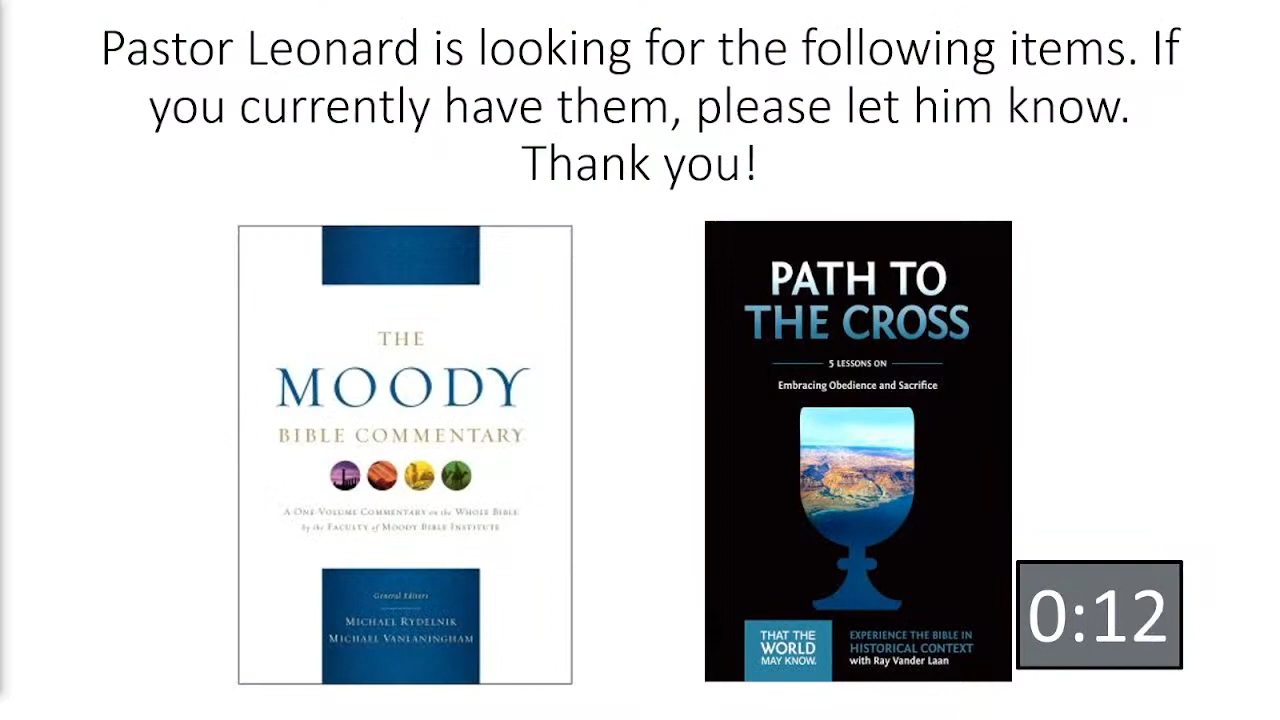 Pastor Leonard is looking for the following items. If
you currently have them, please let him know.
Thank you!
THE
MOODY
BIBLE COMMENTARY
A ONE-VOLUME COMMENTARY on the WHOLE BIBLE
by the FACULTY of MOODY BIBLE INSTITUTE
General Editors
MICHAEL RYDELNIK
MICHAEL VANLANINGHAM
PATH TO
THE CROSS
5 LESSONS ON
Embracing Obedience and Sacrifice
THAT THE
WORLD
MAY KNOW.
EXPERIENCE THE BIBLE IN
HISTORICAL CONTEXT
with Ray Vander Laan
0:12